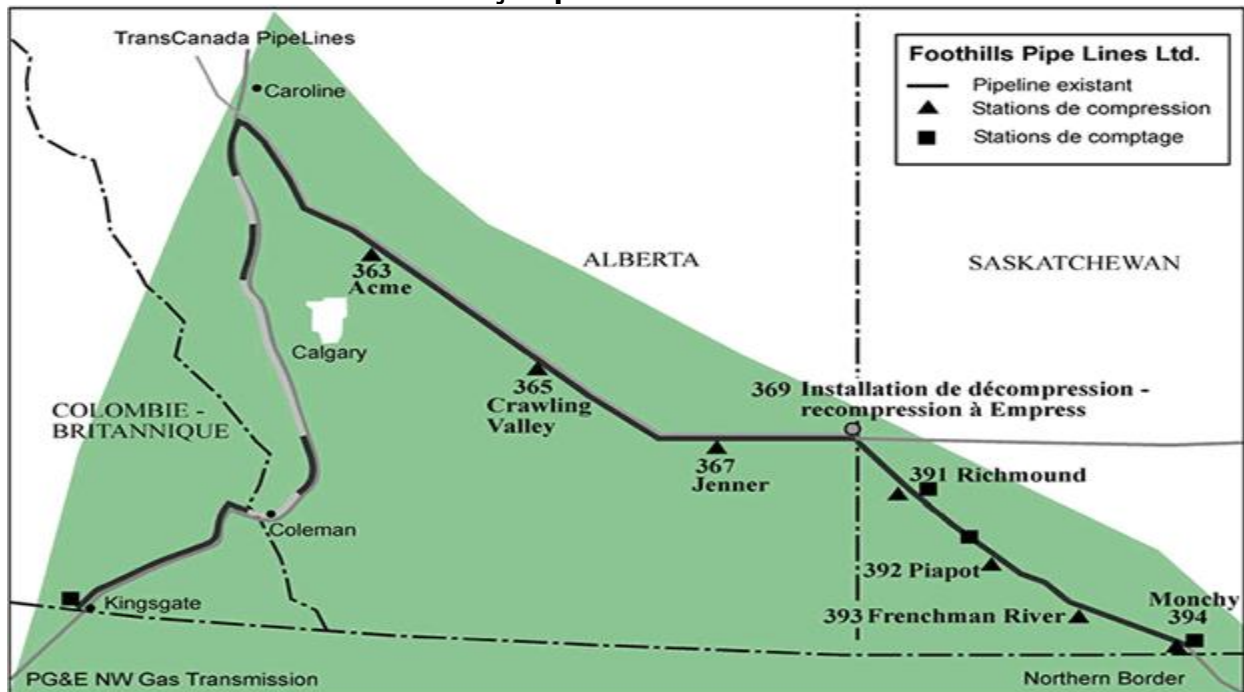 TransCanada PipeLines
Caroline
Foothills Pipe Lines Ltd.
Pipeline existant
Stations de compression
Stations de comptage
ALBERTA
SASKATCHEWAN
363
Acme
Calgary
365
Crawling
Valley
369 Installation de décompression -
recompression à Empress
COLOMBIE -
BRITANNIQUE
367
Jenner
391 Richmound
Coleman
392 Piapot
393 Frenchman River
Monchy
394
Kingsgate
PG&E NW Gas Transmission
Northern Border